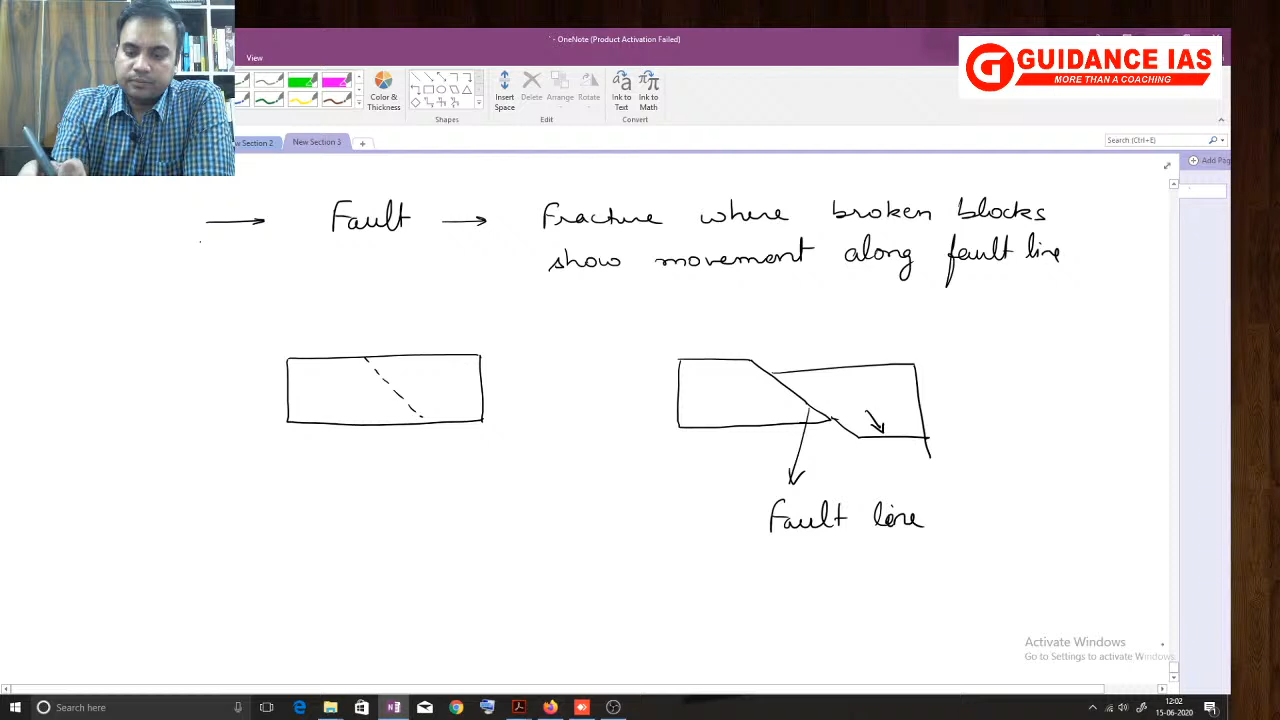 ' - OneNote (Product Activation Failed)
GUIDANCE IAS
MORE THAN A COACHING
View
Color &
Thickness
Insert
Space
Delete
Arrange
Rotate
Ink to
Text
Ink to
Math
Shapes
Edit
Convert
Section 2
New Section 3
Search (Ctrl+E)
Add Pag
Fault
Fracture where broken blocks
show movement along fault line
Fault line
Activate Windows
Go to Settings to activate Windows
Search here
12:02
15-06-2020